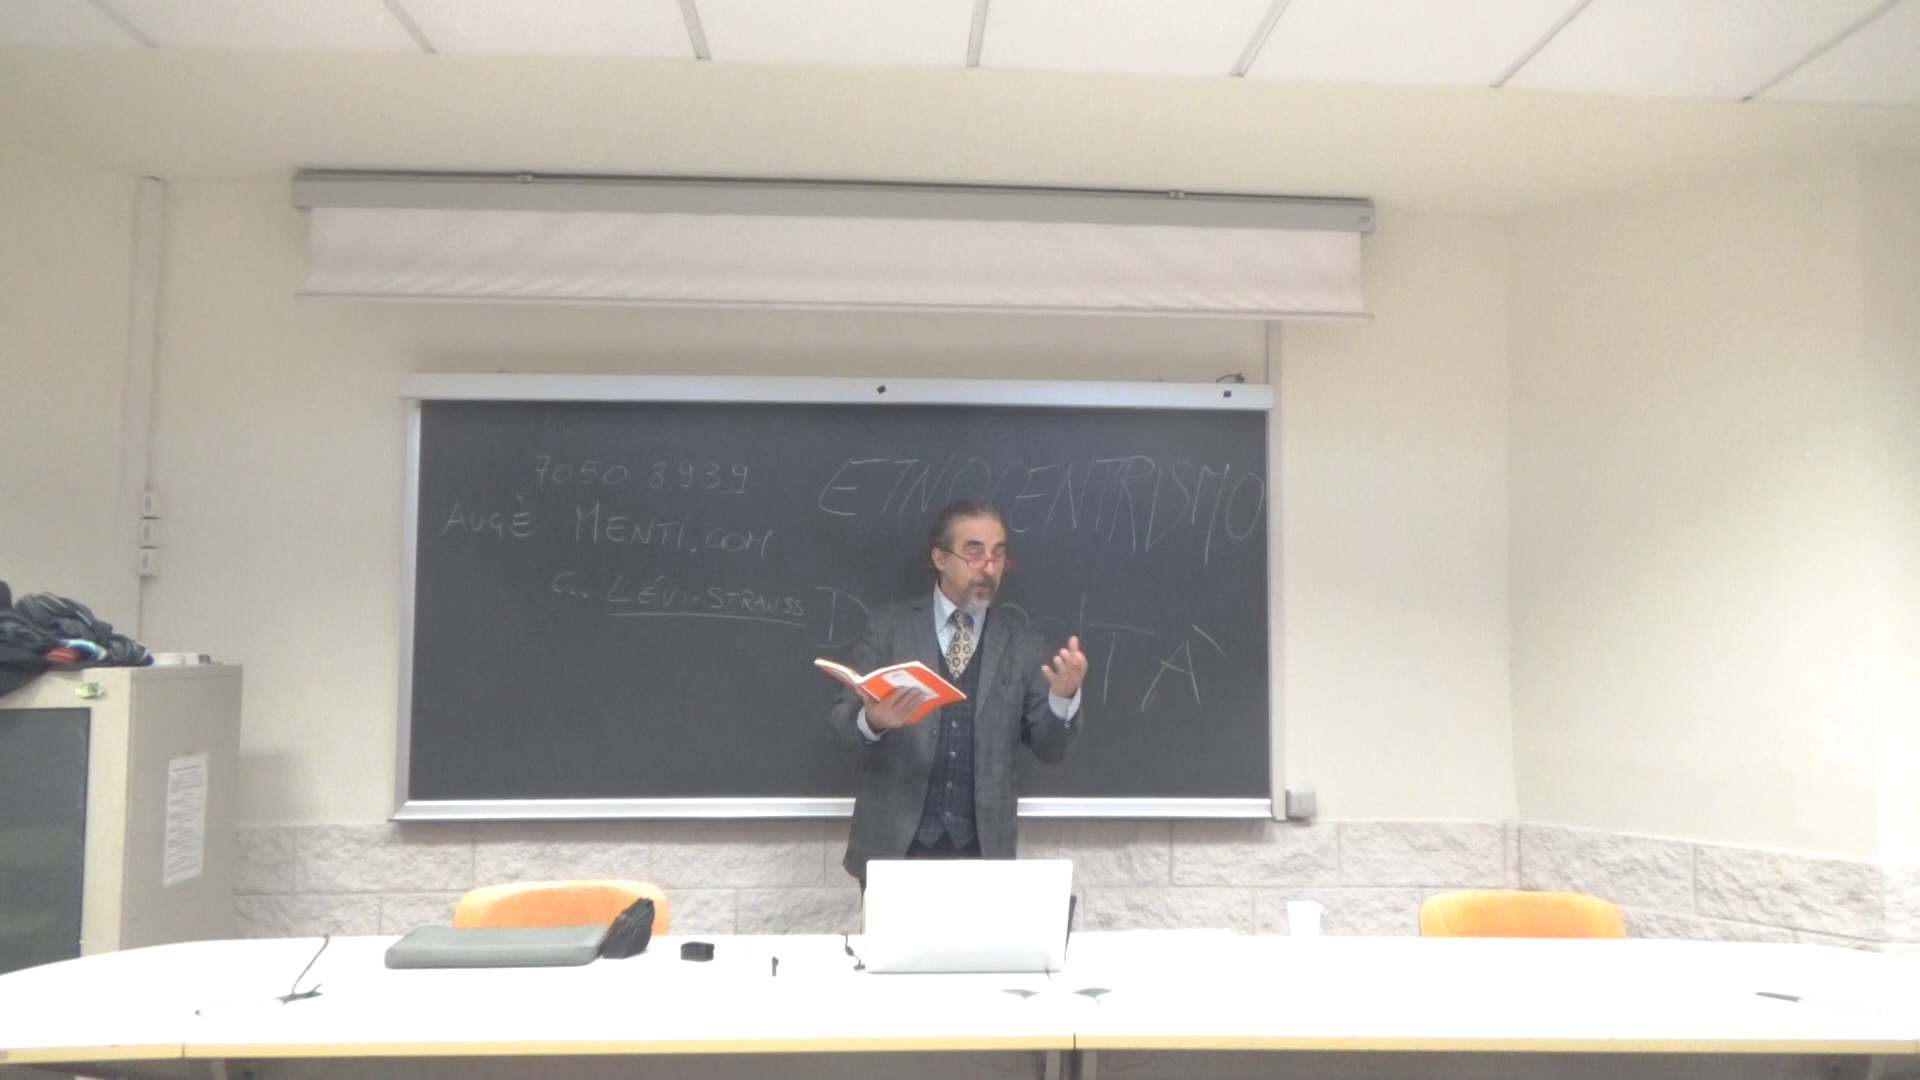 7050 8939
AUGÈ MENTI.COM
C. LÉVI-STRAUSS
ETNOCENTRISMO